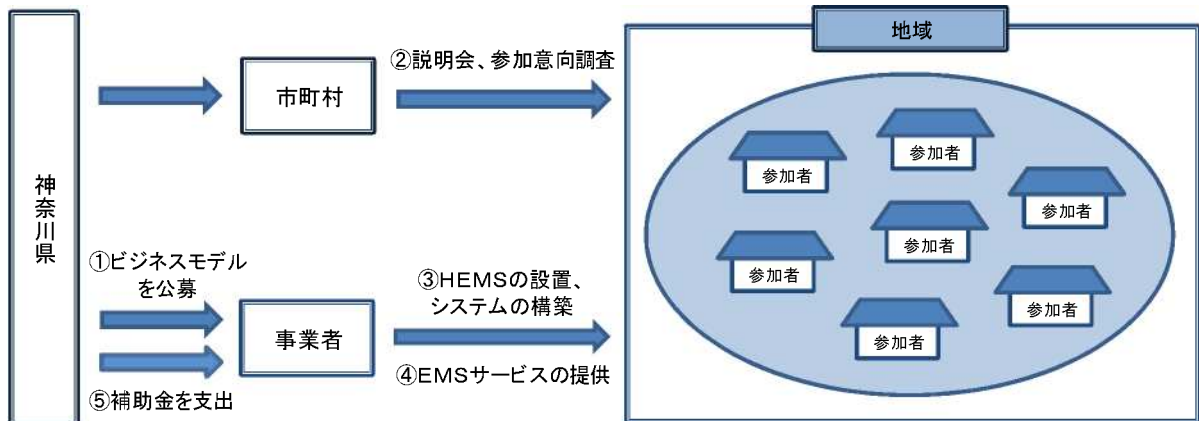 地域
②説明会、参加意向調査
市町村
参加者
参加者
参加者
参加者
参加者
参加者
参加者
神奈川県
①ビジネスモデル
を公募
③HEMSの設置、
システムの構築
事業者
④EMSサービスの提供
⑤補助金を支出